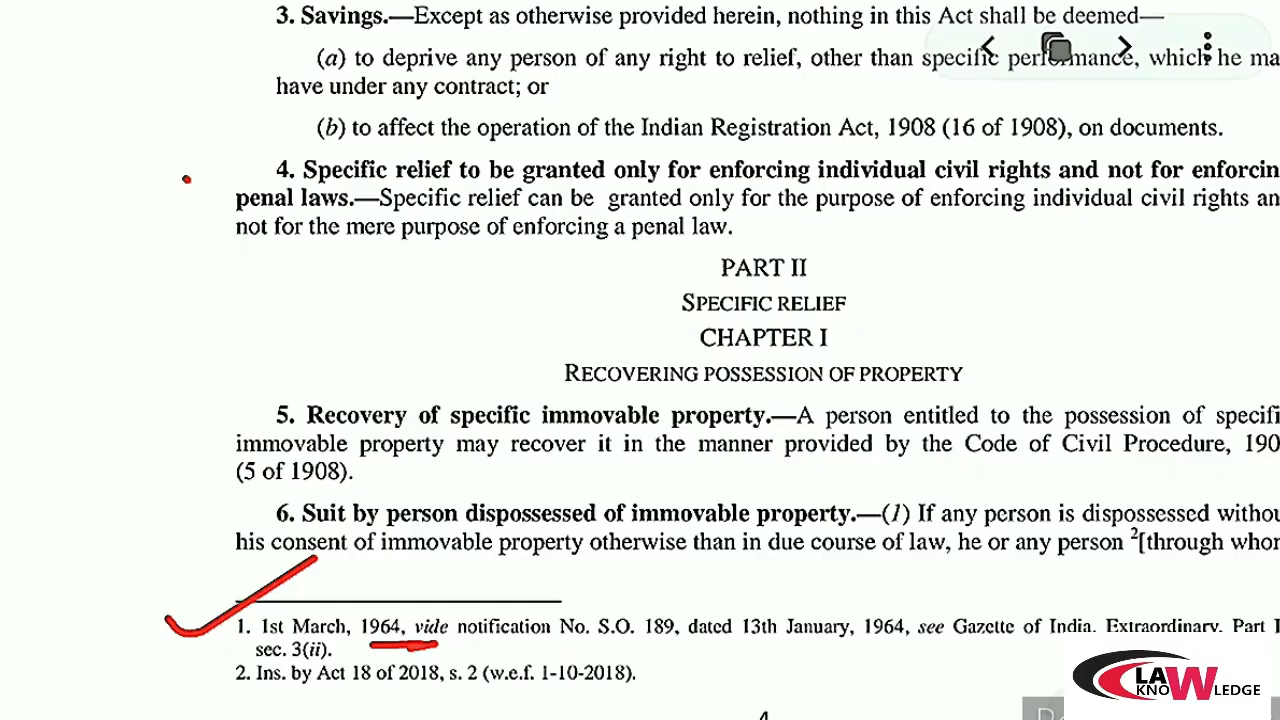 3. Savings.—Except as otherwise provided herein, nothing in this Act shall be deemed—
(a) to deprive any person of any right to relief, other than specific performance, which he ma
have under any contract; or
(b) to affect the operation of the Indian Registration Act, 1908 (16 of 1908), on documents.
4. Specific relief to be granted only for enforcing individual civil rights and not for enforcin
penal laws.—Specific relief can be granted only for the purpose of enforcing individual civil rights an
not for the mere purpose of enforcing a penal law.
PART II
SPECIFIC RELIEF
CHAPTER I
RECOVERING POSSESSION OF PROPERTY
5. Recovery of specific immovable property.—A person entitled to the possession of specifi
immovable property may recover it in the manner provided by the Code of Civil Procedure, 190
(5 of 1908).
6. Suit by person dispossessed of immovable property.—(1) If any person is dispossessed withou
his consent of immovable property otherwise than in due course of law, he or any person 2[through whom
1. 1st March, 1964, vide notification No. S.O. 189, dated 13th January, 1964, see Gazette of India, Extraordinary, Part I
sec. 3(ii).
2. Ins. by Act 18 of 2018, s. 2 (w.e.f. 1-10-2018).
4
LAW
KNOWLEDGE